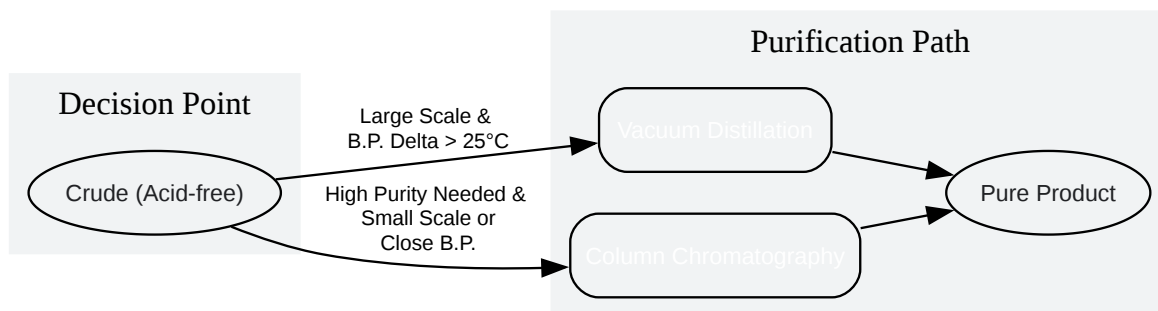 Purification Path
Decision Point
Large Scale &
B.P. Delta > 25°C
Vacuum Distillation
Crude (Acid-free)
High Purity Needed &
Small Scale or
Close B.P.
Pure Product
Column Chromatography